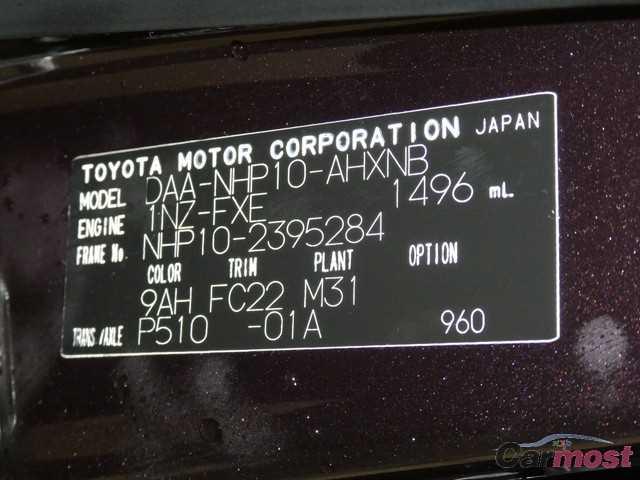 TOYOTA MOTOR CORPORATION JAPAN
MODEL DAA-NHP10-AHXNB
ENGINE 1NZ-FXE 1496 mL
FRAME No. NHP10-2395284
COLOR TRIM PLANT OPTION
9AH FC22 M31
TRANS./AXLE P510 -01A 960
Carmost